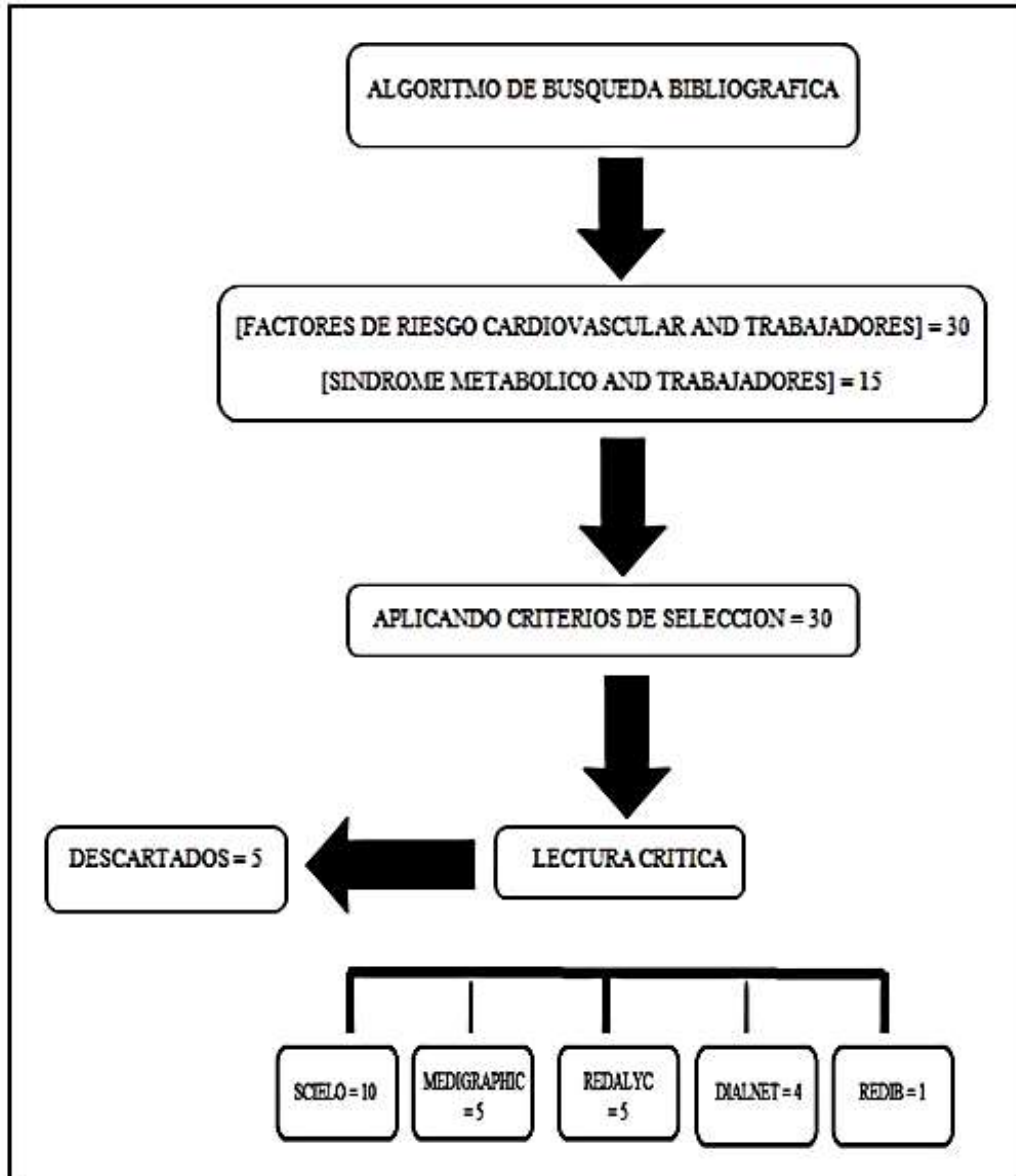 ALGORITMO DE BUSQUEDA BIBLIOGRAFICA
[FACTORES DE RIESGO CARDIOVASCULAR AND TRABAJADORES] = 30
[SINDROME METABOLICO AND TRABAJADORES] = 15
APLICANDO CRITERIOS DE SELECCION = 30
DESCARTADOS = 5
LECTURA CRITICA
SCIELO = 10
MEDIGRAPHIC
= 5
REDALYC
= 5
DIALNET = 4
REDIB = 1